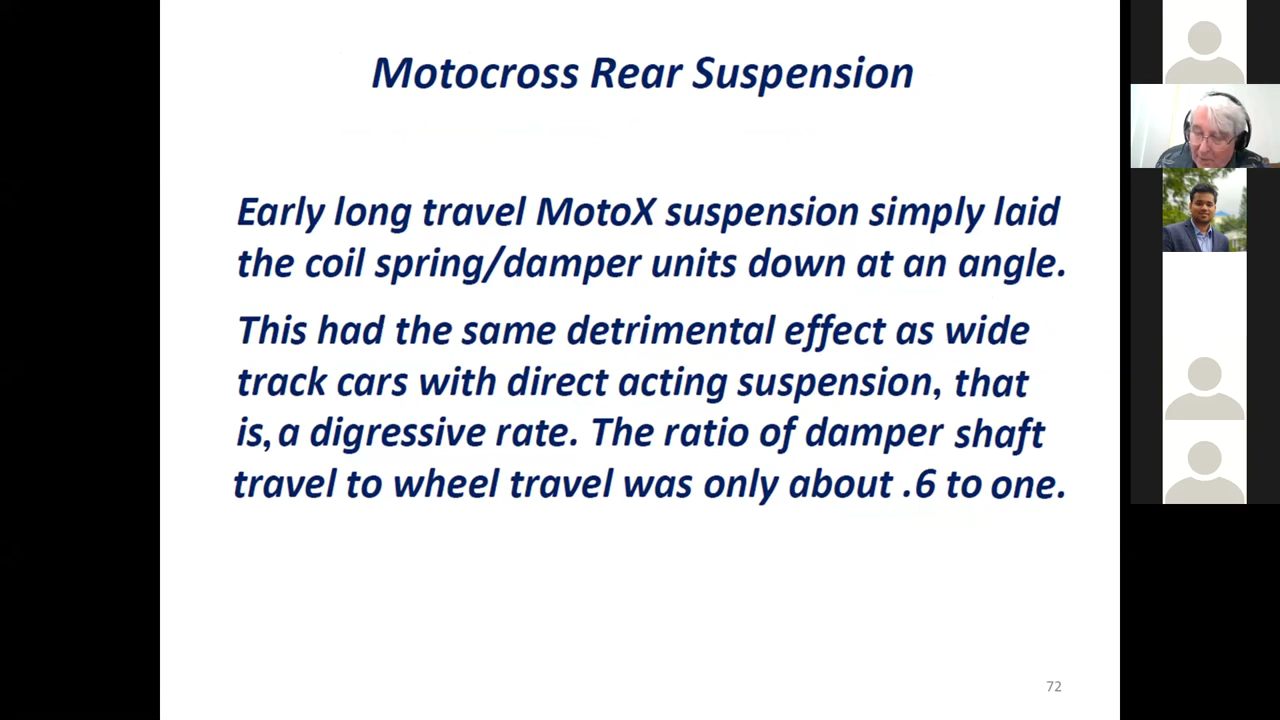 Motocross Rear Suspension
Early long travel MotoX suspension simply laid
the coil spring/damper units down at an angle.
This had the same detrimental effect as wide
track cars with direct acting suspension, that
is, a digressive rate. The ratio of damper shaft
travel to wheel travel was only about .6 to one.
72